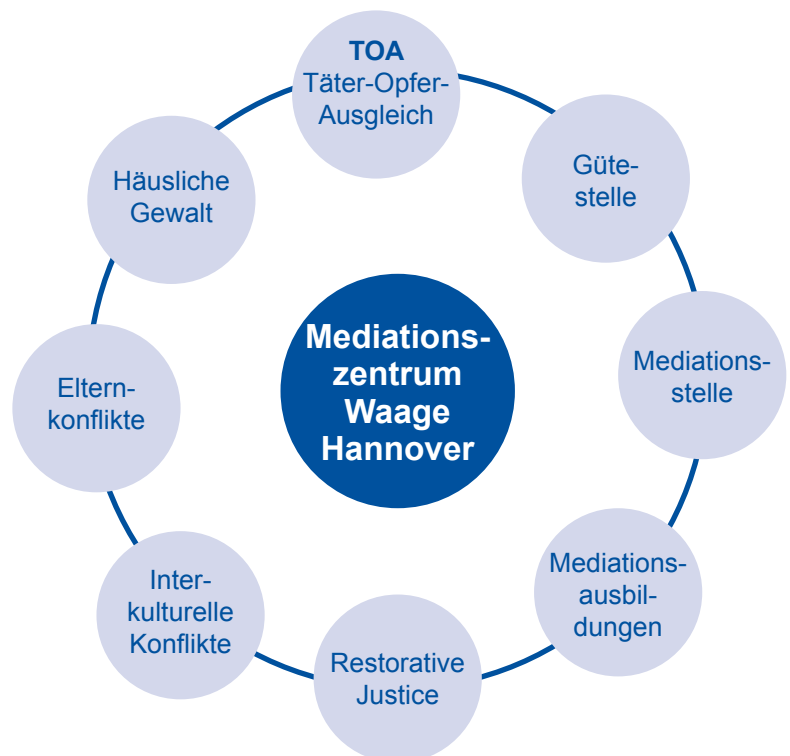 TOA
Täter-Opfer-
Ausgleich
Güte-
stelle
Mediations-
stelle
Mediations-
ausbil-
dungen
Restorative
Justice
Inter-
kulturelle
Konflikte
Eltern-
konflikte
Häusliche
Gewalt
Mediations-
zentrum
Waage
Hannover